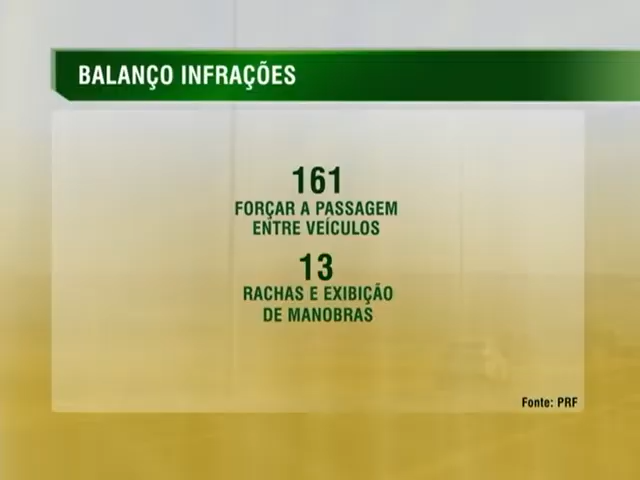 BALANÇO INFRAÇÕES
161
FORÇAR A PASSAGEM
ENTRE VEÍCULOS
13
RACHAS E EXIBIÇÃO
DE MANOBRAS
Fonte: PRF